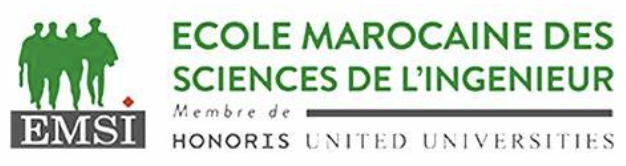 ECOLE MAROCAINE DES
SCIENCES DE L'INGENIEUR
Membre de
EMSI
HONORIS UNITED UNIVERSITIES